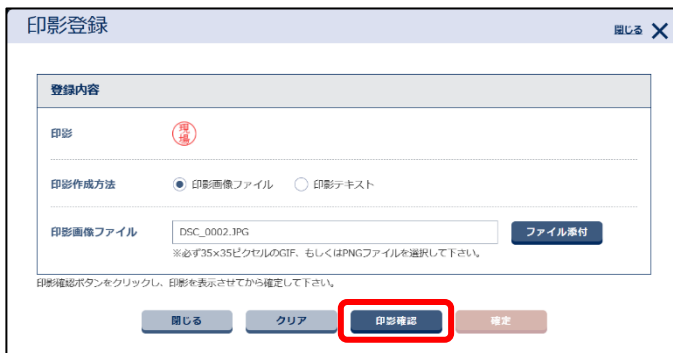 印影登録
閉じる
登録内容
印影
現場
印影作成方法
印影画像ファイル 印影テキスト
印影画像ファイル DSC_0002.JPG ファイル添付
※必ず35×35ピクセルのGIF、もしくはPNGファイルを選択して下さい。
印影確認ボタンをクリックし、印影を表示させてから確定して下さい。
閉じる クリア 印影確認 確定